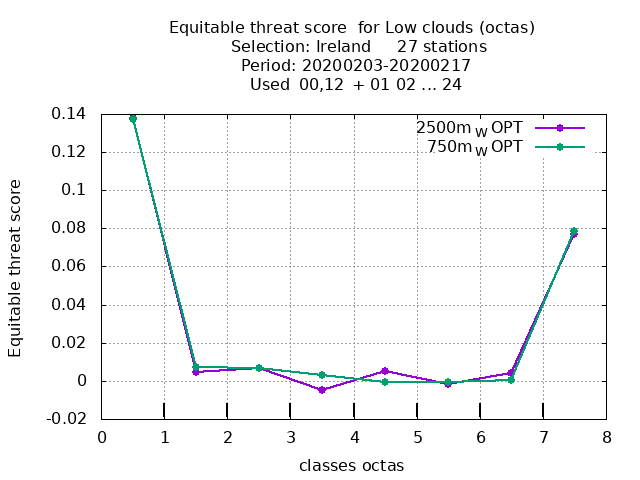 Equitable threat score for Low clouds (octas)
Selection: Ireland 27 stations
Period: 20200203-20200217
Used 00,12 + 01 02 ... 24
2500m W OPT
750m W OPT
Equitable threat score
0.14
0.12
0.1
0.08
0.06
0.04
0.02
0
-0.02
0 1 2 3 4 5 6 7 8
classes octas